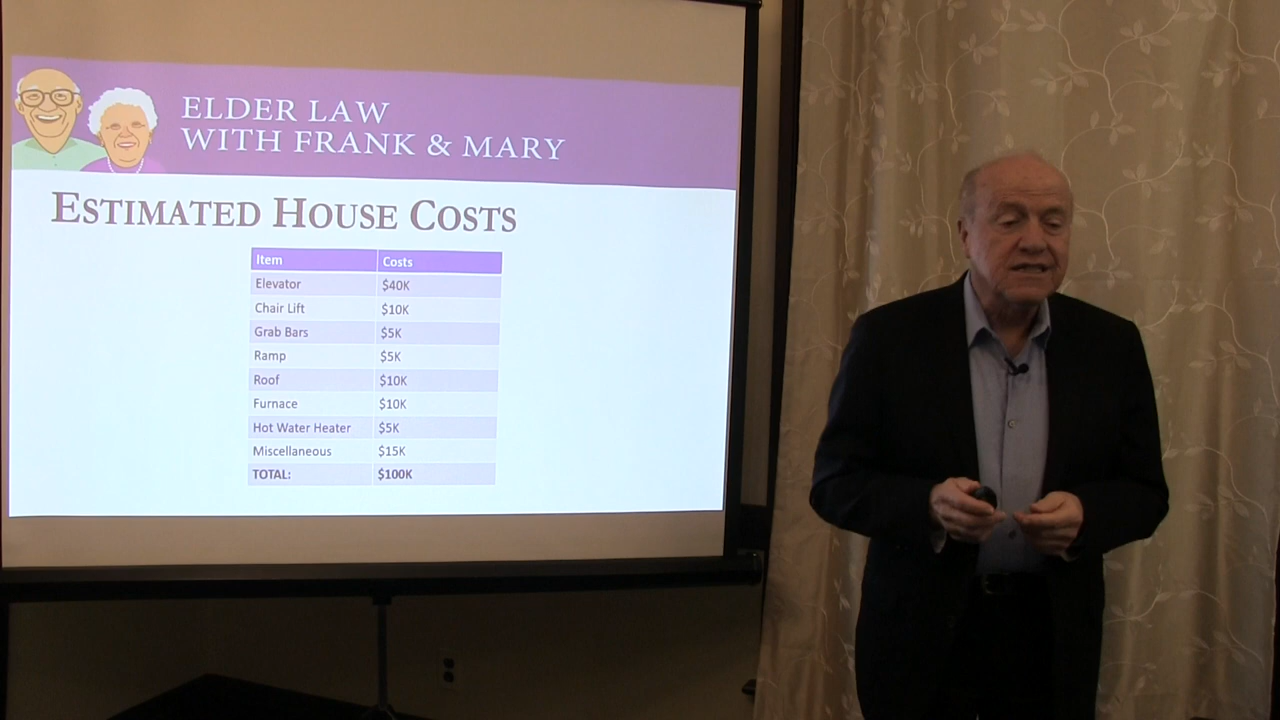 ELDER LAW
WITH FRANK & MARY
ESTIMATED HOUSE COSTS
Item Costs
Elevator $40K
Chair Lift $10K
Grab Bars $5K
Ramp $5K
Roof $10K
Furnace $10K
Hot Water Heater $5K
Miscellaneous $15K
TOTAL: $100K